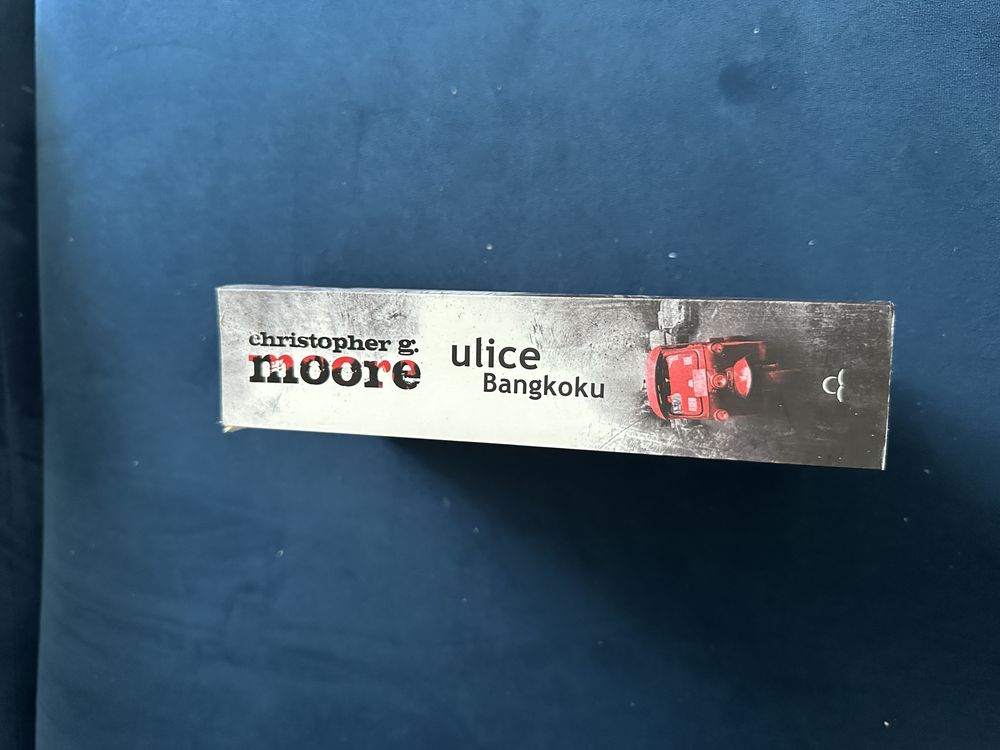 christopher g.
moore
ulice
Bangkoku